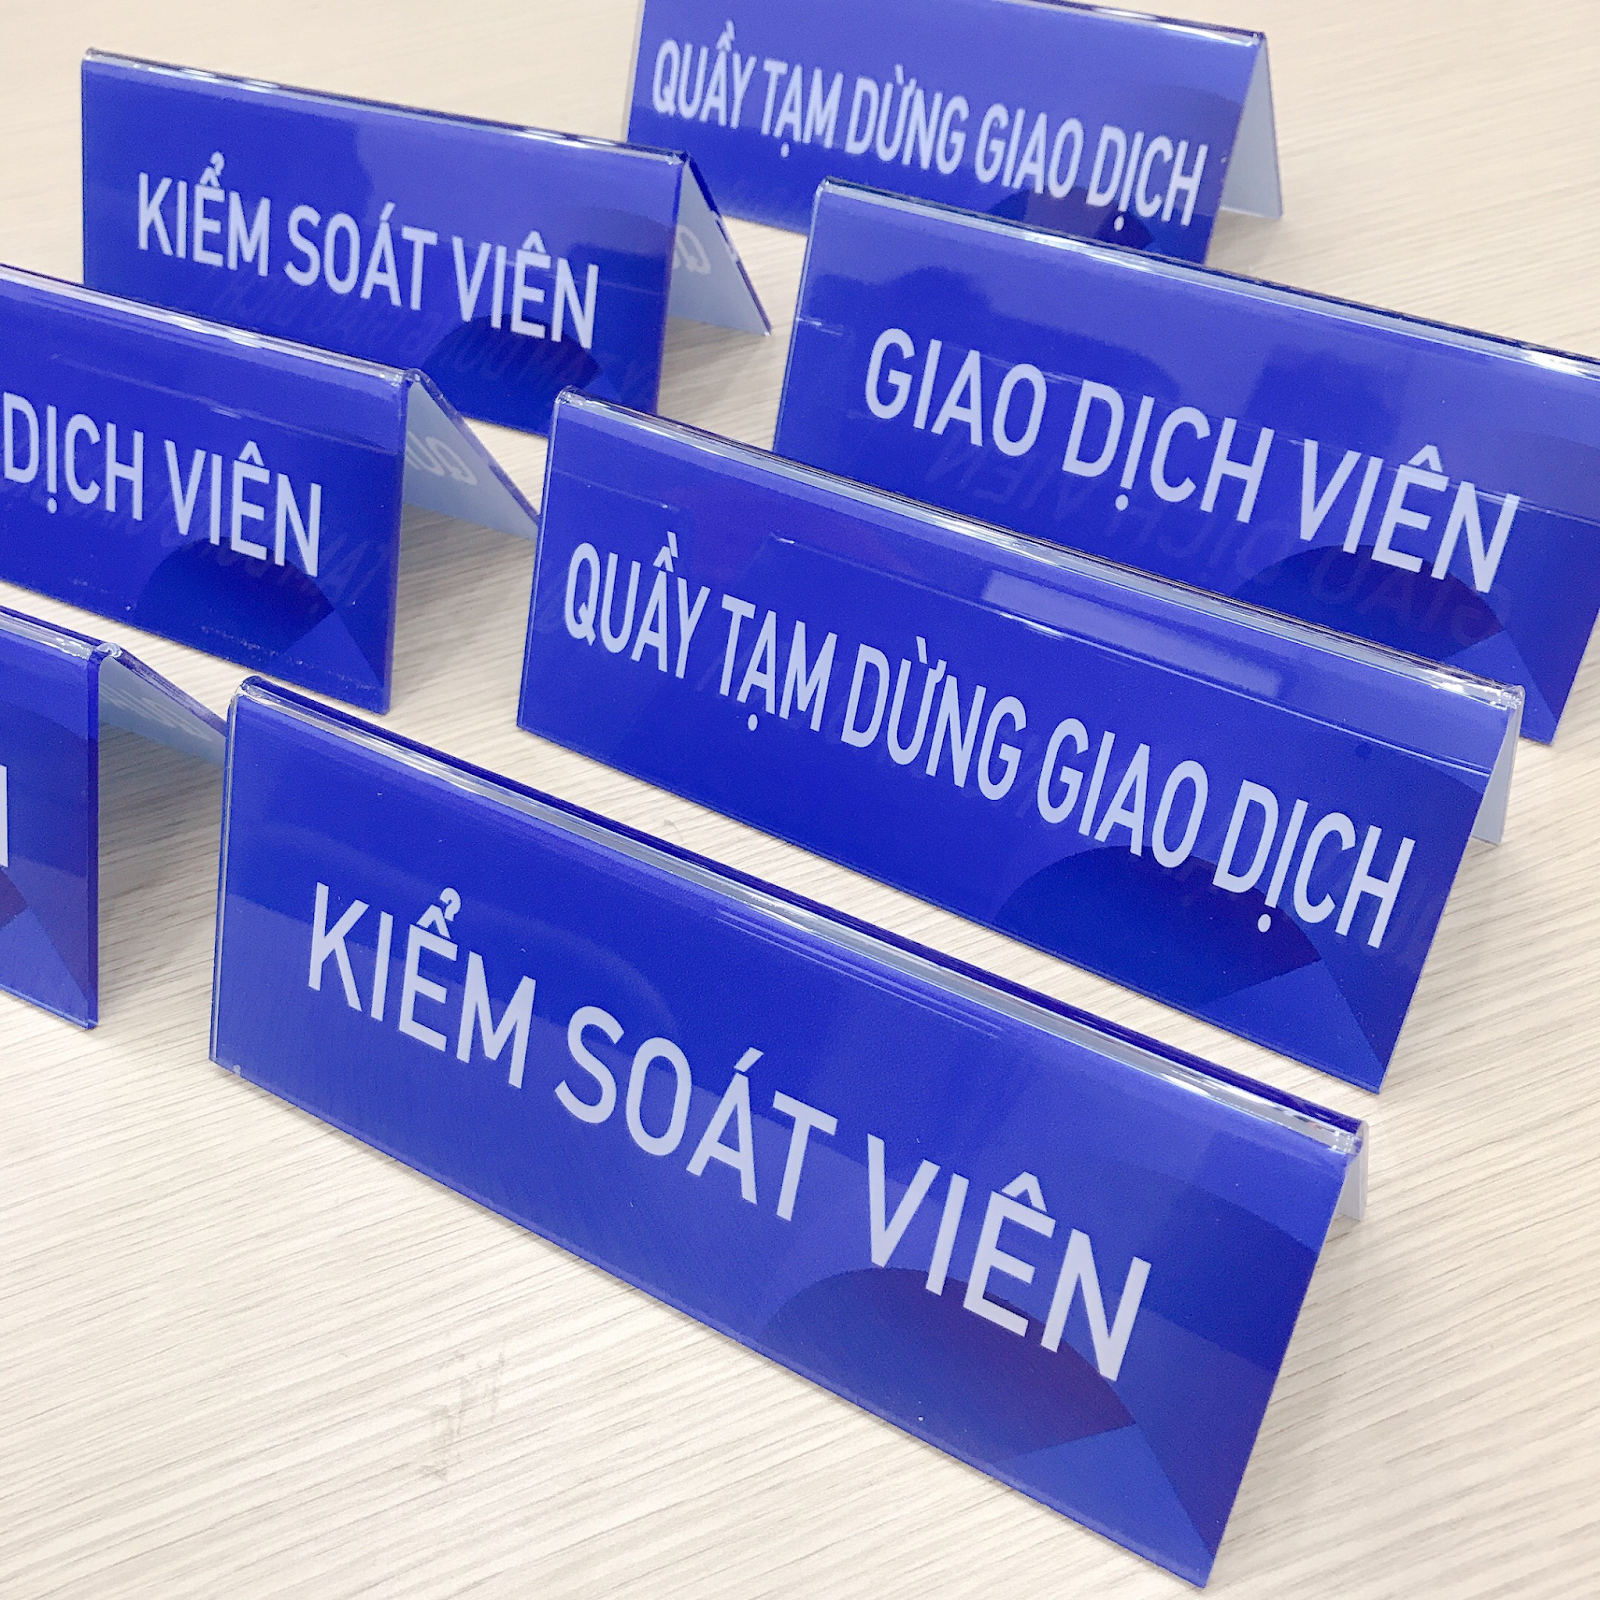 QUẦY TẠM DỪNG GIAO DỊCH
KIỂM SOÁT VIÊN
GIAO DỊCH VIÊN
DỊCH VIÊN
QUẦY TẠM DỪNG GIAO DỊCH
KIỂM SOÁT VIÊN